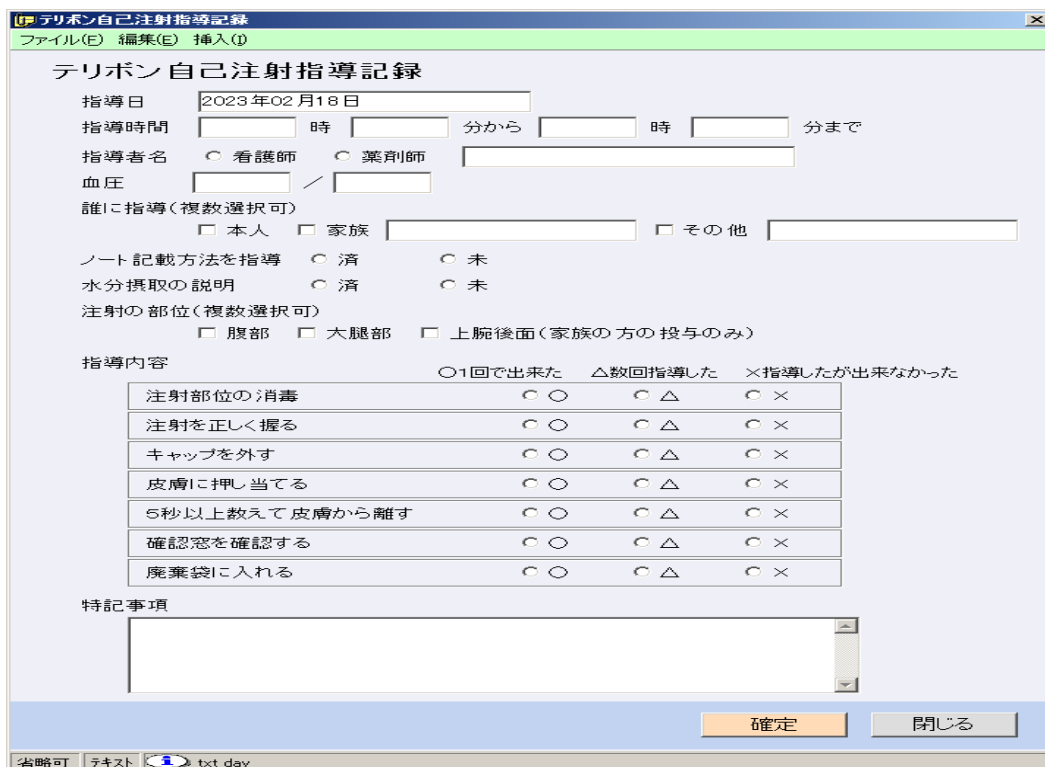 テリボン自己注射指導記録
ファイル(F) 編集(E) 挿入(I)
テリボン自己注射指導記録
指導日 2023年02月18日
指導時間 時 分から 時 分まで
指導者名 看護師 薬剤師
血圧 ／
誰に指導(複数選択可)
本人 家族 その他
ノート記載方法を指導 済 未
水分摂取の説明 済 未
注射の部位(複数選択可)
腹部 大腿部 上腕後面(家族の方の投与のみ)
指導内容 ○1回で出来た △数回指導した ×指導したが出来なかった
注射部位の消毒 ○ △ ×
注射を正しく握る ○ △ ×
キャップを外す ○ △ ×
皮膚に押し当てる ○ △ ×
5秒以上数えて皮膚から離す ○ △ ×
確認窓を確認する ○ △ ×
廃棄袋に入れる ○ △ ×
特記事項
確定 閉じる
省略可 テキスト txt_day